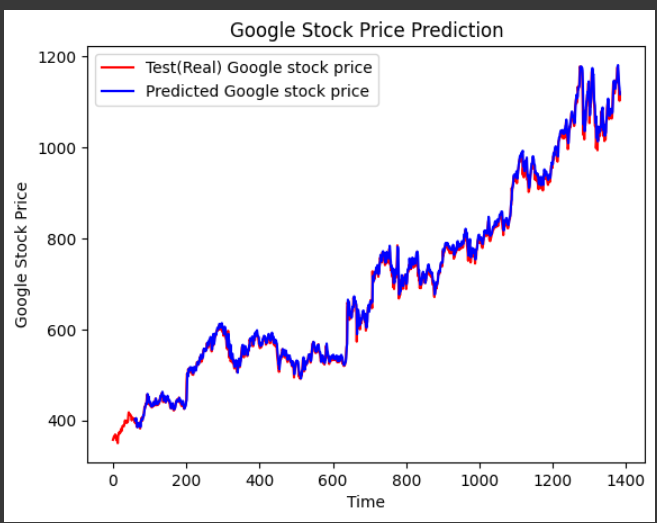 Google Stock Price Prediction
Test(Real) Google stock price
Predicted Google stock price
1200
1000
800
600
400
Google Stock Price
0 200 400 600 800 1000 1200 1400
Time